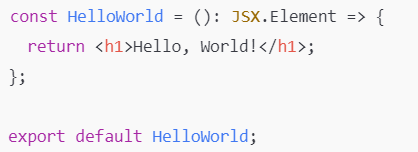 const HelloWorld = (): JSX.Element => {
  return <h1>Hello, World!</h1>;
};

export default HelloWorld;